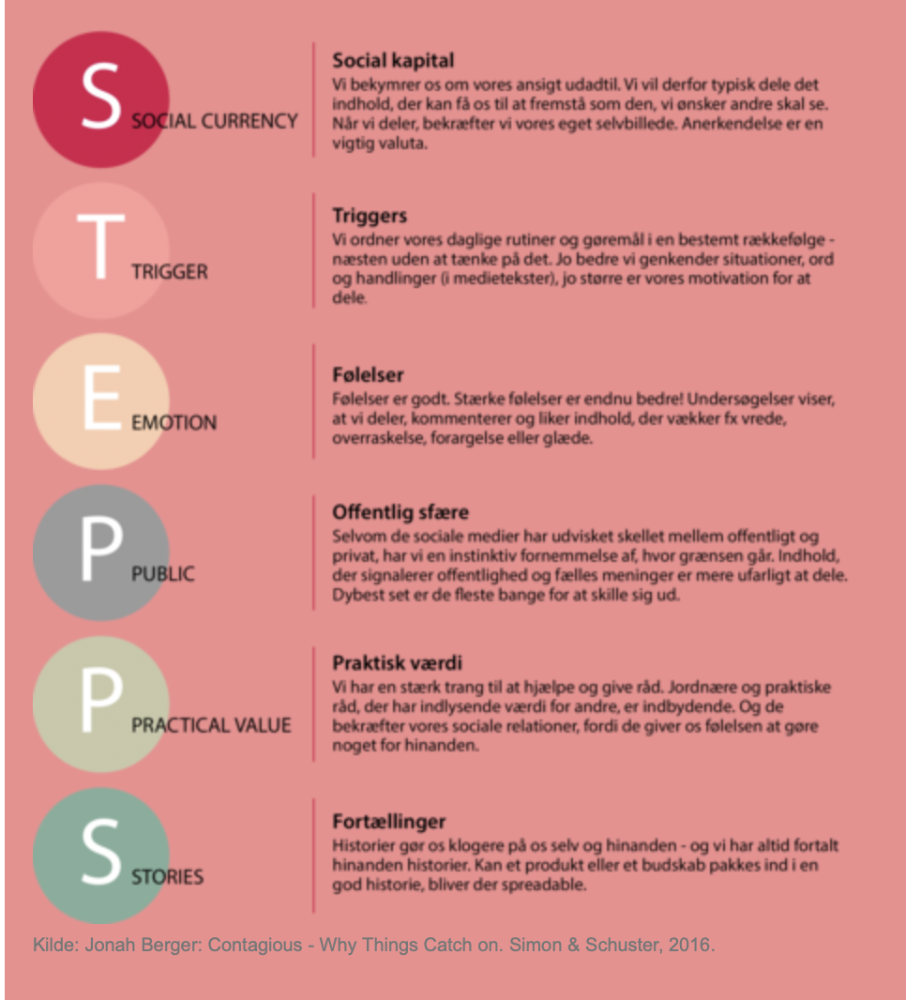 S
SOCIAL CURRENCY
Social kapital
Vi bekymrer os om vores ansigt udadtil. Vi vil derfor typisk dele det
indhold, der kan få os til at fremstå som den, vi ønsker andre skal se.
Når vi deler, bekræfter vi vores eget selvbillede. Anerkendelse er en
vigtig valuta.
T
TRIGGER
Triggers
Vi ordner vores daglige rutiner og gøremål i en bestemt rækkefølge -
næsten uden at tænke på det. Jo bedre vi genkender situationer, ord
og handlinger (i medietekster), jo større er vores motivation for at
dele.
E
EMOTION
Følelser
Følelser er godt. Stærke følelser er endnu bedre! Undersøgelser viser,
at vi deler, kommenterer og liker indhold, der vækker fx vrede,
overraskelse, forargelse eller glæde.
P
PUBLIC
Offentlig sfære
Selvom de sociale medier har udvisket skellet mellem offentligt og
privat, har vi en instinktiv fornemmelse af, hvor grænsen går. Indhold,
der signalerer offentlighed og fælles meninger er mere ufarligt at dele.
Dybest set er de fleste bange for at skille sig ud.
P
PRACTICAL VALUE
Praktisk værdi
Vi har en stærk trang til at hjælpe og give råd. Jordnære og praktiske
råd, der har indlysende værdi for andre, er indbydende. Og de
bekræfter vores sociale relationer, fordi de giver os følelsen at gøre
noget for hinanden.
S
STORIES
Fortællinger
Historier gør os klogere på os selv og hinanden - og vi har altid fortalt
hinanden historier. Kan et produkt eller et budskab pakkes ind i en
god historie, bliver der spreadable.
Kilde: Jonah Berger: Contagious - Why Things Catch on. Simon & Schuster, 2016.